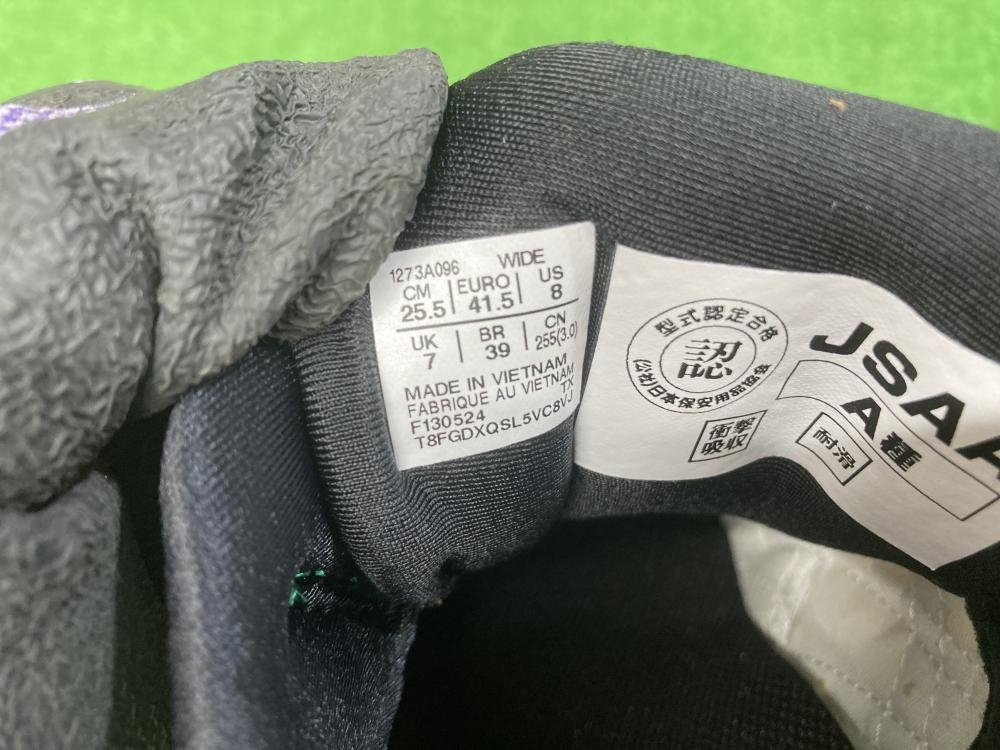 1273A096 WIDE
CM 25.5 EURO 41.5 US 8
UK 7 BR 39 CN 255(3.0)
MADE IN VIETNAM
FABRIQUE AU VIETNAM
F130524 TX
T8FGDXQSL5VC8VJ
型式認定合格
認
(公社)日本保安用品協会
衝撃
吸収
JSAA
A種
耐滑